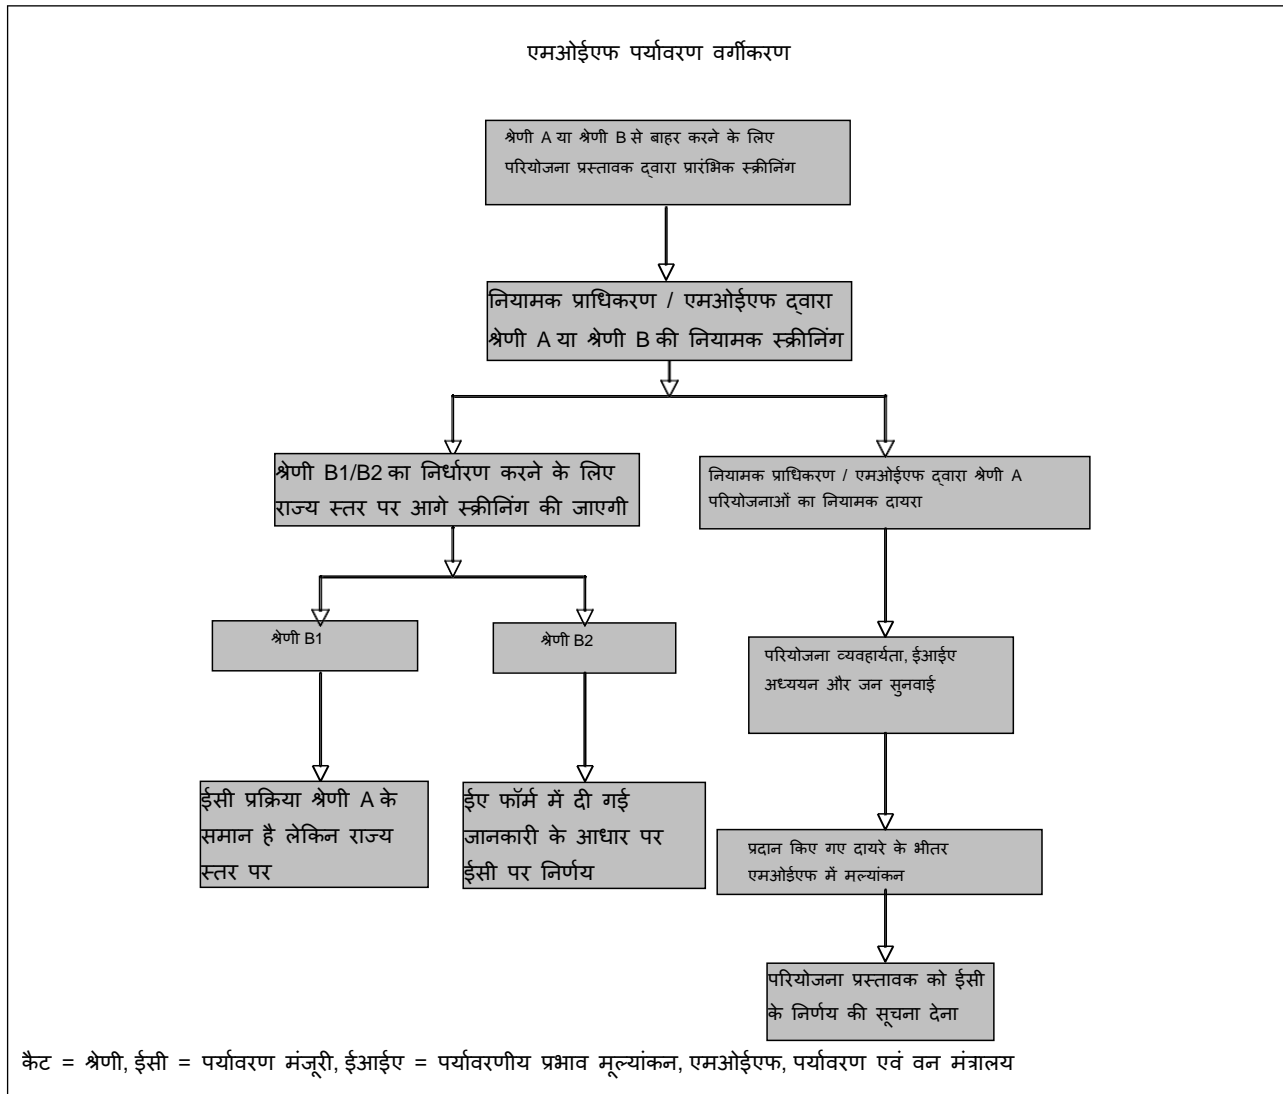 एमओईएफ पर्यावरण वर्गीकरण
श्रेणी A या श्रेणी B से बाहर करने के लिए
परियोजना प्रस्तावक द्वारा प्रारंभिक स्क्रीनिंग
नियामक प्राधिकरण / एमओईएफ द्वारा
श्रेणी A या श्रेणी B की नियामक स्क्रीनिंग
श्रेणी B1/B2 का निर्धारण करने के लिए
राज्य स्तर पर आगे स्क्रीनिंग की जाएगी
नियामक प्राधिकरण / एमओईएफ द्वारा श्रेणी A
परियोजनाओं का नियामक दायरा
श्रेणी B1
श्रेणी B2
परियोजना व्यवहार्यता, ईआईए
अध्ययन और जन सुनवाई
ईसी प्रक्रिया श्रेणी A के
समान है लेकिन राज्य
स्तर पर
ईए फॉर्म में दी गई
जानकारी के आधार पर
ईसी पर निर्णय
प्रदान किए गए दायरे के भीतर
एमओईएफ में मल्यांकन
परियोजना प्रस्तावक को ईसी
के निर्णय की सूचना देना
कैट = श्रेणी, ईसी = पर्यावरण मंजूरी, ईआईए = पर्यावरणीय प्रभाव मूल्यांकन, एमओईएफ, पर्यावरण एवं वन मंत्रालय